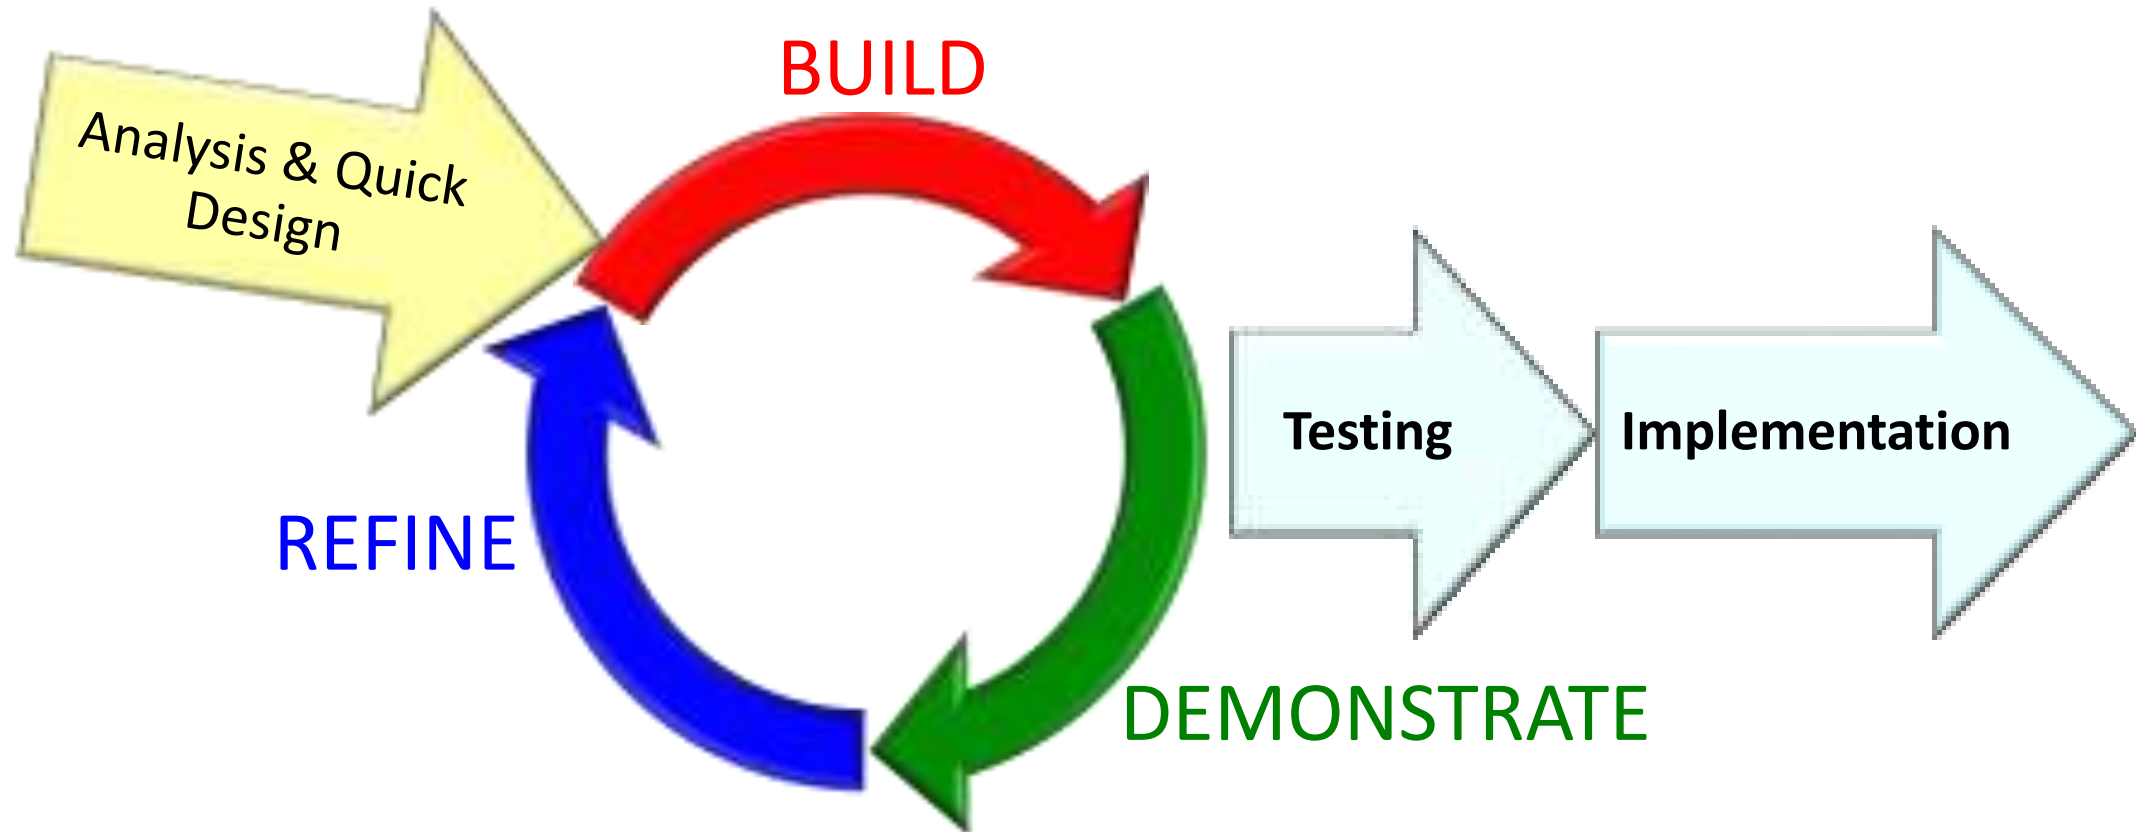 BUILD
Analysis & Quick
Design
Testing
Implementation
REFINE
DEMONSTRATE